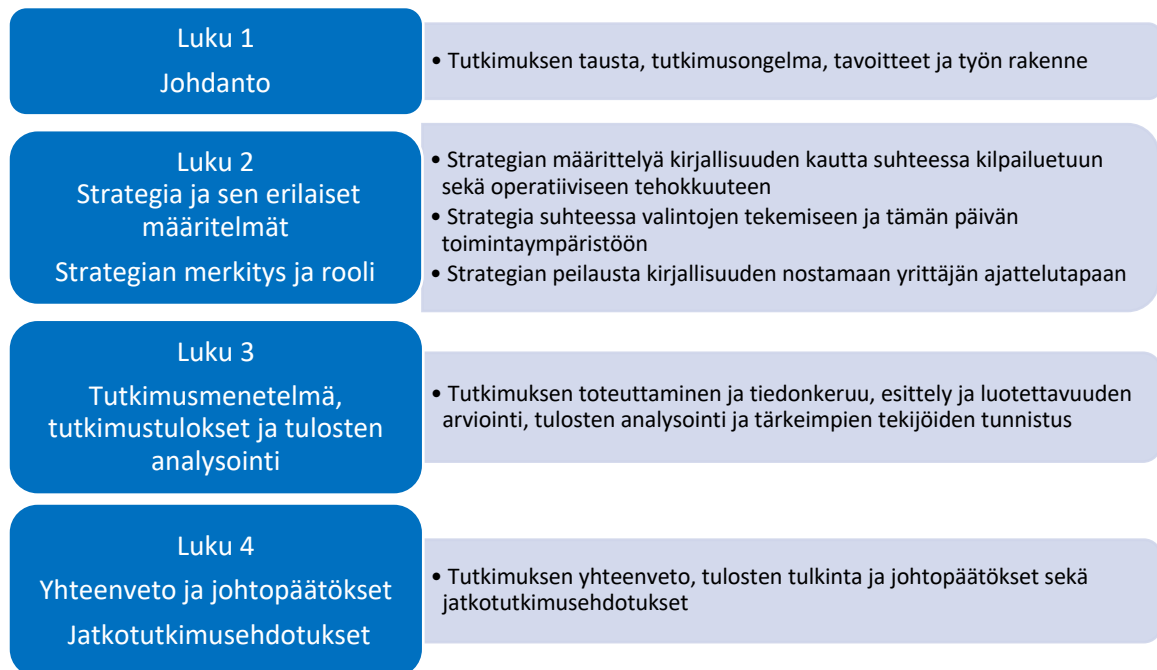 Luku 1
Johdanto
• Tutkimuksen tausta, tutkimusongelma, tavoitteet ja työn rakenne
Luku 2
Strategia ja sen erilaiset
määritelmät
Strategian merkitys ja rooli
• Strategian määrittelyä kirjallisuuden kautta suhteessa kilpailuetuun
sekä operatiiviseen tehokkuuteen
• Strategia suhteessa valintojen tekemiseen ja tämän päivän
toimintaympäristöön
• Strategian peilausta kirjallisuuden nostamaan yrittäjän ajattelutapaan
Luku 3
Tutkimusmenetelmä,
tutkimustulokset ja tulosten
analysointi
• Tutkimuksen toteuttaminen ja tiedonkeruu, esittely ja luotettavuuden
arviointi, tulosten analysointi ja tärkeimpien tekijöiden tunnistus
Luku 4
Yhteenveto ja johtopäätökset
Jatkotutkimusehdotukset
• Tutkimuksen yhteenveto, tulosten tulkinta ja johtopäätökset sekä
jatkotutkimusehdotukset